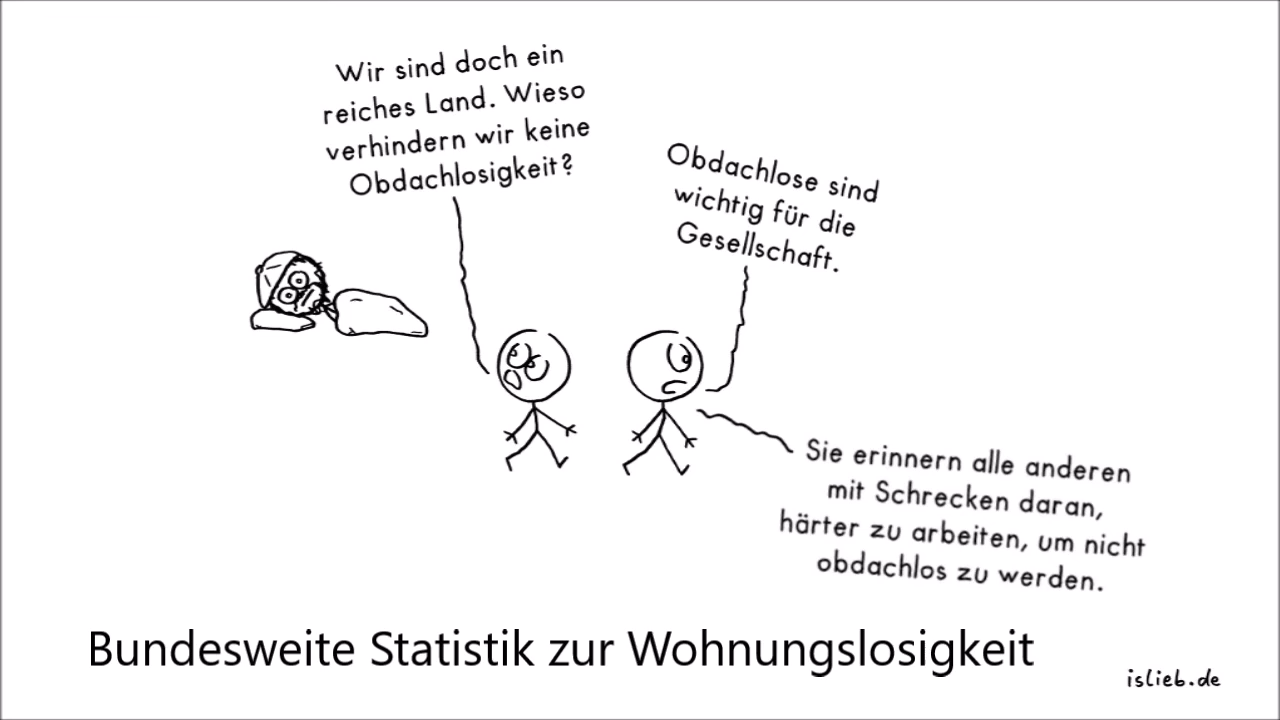 Wir sind doch ein
reiches Land. Wieso
verhindern wir keine
Obdachlosigkeit?
Obdachlose sind
wichtig für die
Gesellschaft.
Sie erinnern alle anderen
mit Schrecken daran,
härter zu arbeiten, um nicht
obdachlos zu werden.
Bundesweite Statistik zur Wohnungslosigkeit
islieb.de